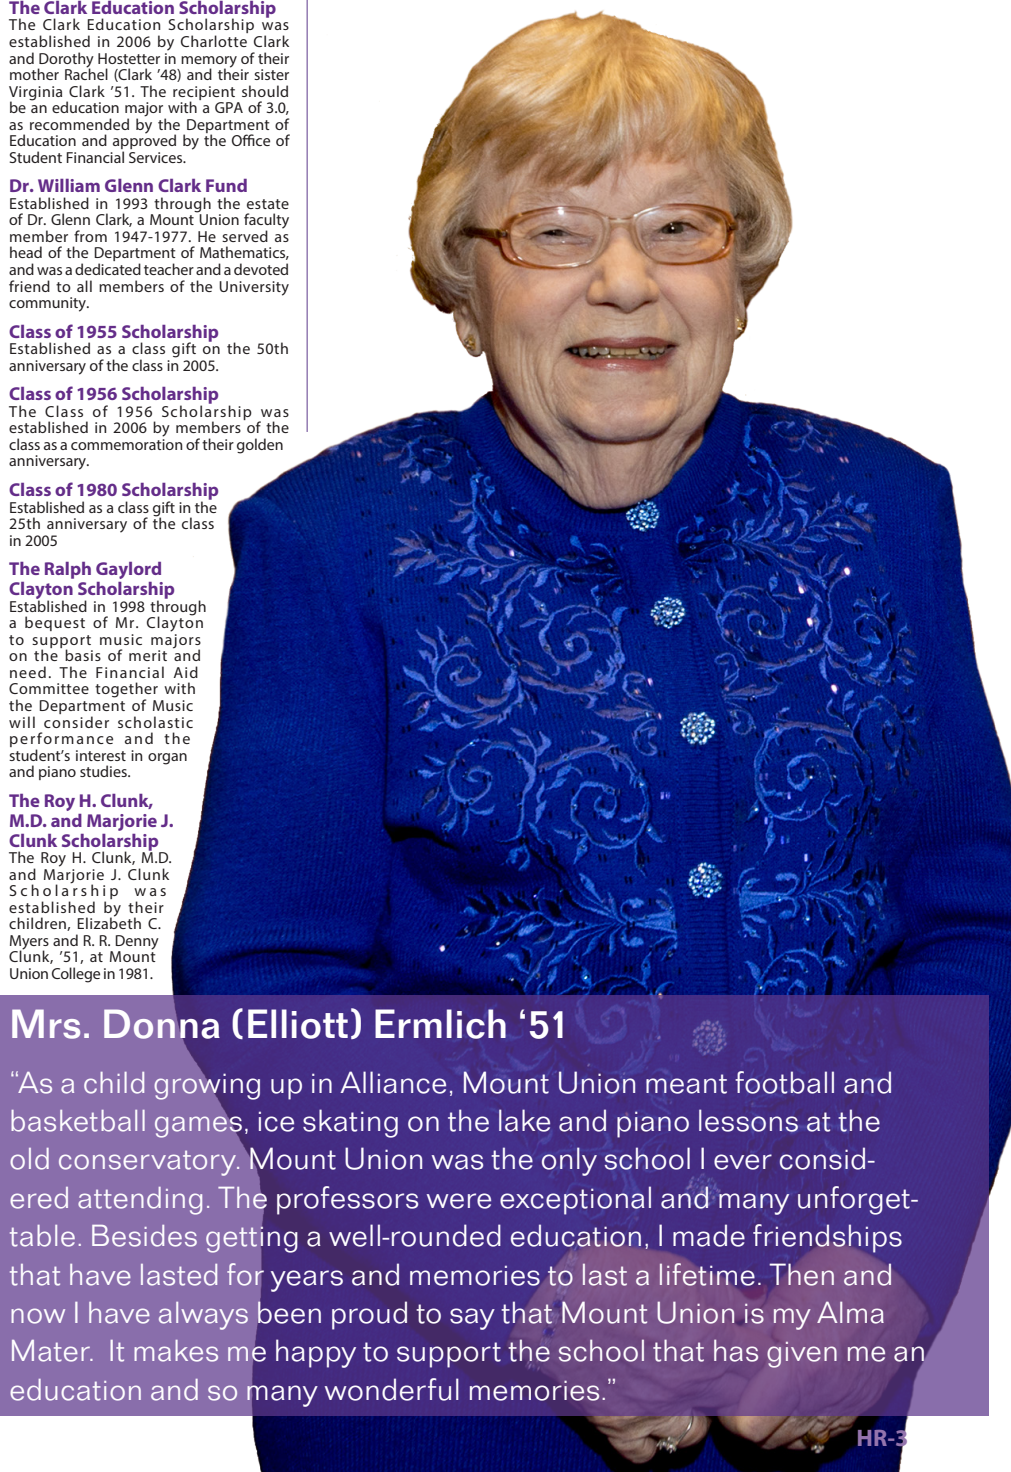 The Clark Education Scholarship
The Clark Education Scholarship was
established in 2006 by Charlotte Clark
and Dorothy Hostetter in memory of their
mother Rachel (Clark ’48) and their sister
Virginia Clark ’51. The recipient should
be an education major with a GPA of 3.0,
as recommended by the Department of
Education and approved by the Office of
Student Financial Services.
Dr. William Glenn Clark Fund
Established in 1993 through the estate
of Dr. Glenn Clark, a Mount Union faculty
member from 1947-1977. He served as
head of the Department of Mathematics,
and was a dedicated teacher and a devoted
friend to all members of the University
community.
Class of 1955 Scholarship
Established as a class gift on the 50th
anniversary of the class in 2005.
Class of 1956 Scholarship
The Class of 1956 Scholarship was
established in 2006 by members of the
class as a commemoration of their golden
anniversary.
Class of 1980 Scholarship
Established as a class gift in the
25th anniversary of the class
in 2005
The Ralph Gaylord
Clayton Scholarship
Established in 1998 through
a bequest of Mr. Clayton
to support music majors
on the basis of merit and
need. The Financial Aid
Committee together with
the Department of Music
will consider scholastic
performance and the
student’s interest in organ
and piano studies.
The Roy H. Clunk,
M.D. and Marjorie J.
Clunk Scholarship
The Roy H. Clunk, M.D.
and Marjorie J. Clunk
Scholarship was
established by their
children, Elizabeth C.
Myers and R. R. Denny
Clunk, ’51, at Mount
Union College in 1981.
Mrs. Donna (Elliott) Ermlich ‘51
“As a child growing up in Alliance, Mount Union meant football and
basketball games, ice skating on the lake and piano lessons at the
old conservatory. Mount Union was the only school I ever consid-
ered attending. The professors were exceptional and many unforget-
table. Besides getting a well-rounded education, I made friendships
that have lasted for years and memories to last a lifetime. Then and
now I have always been proud to say that Mount Union is my Alma
Mater.  It makes me happy to support the school that has given me an
education and so many wonderful memories.”
HR-3